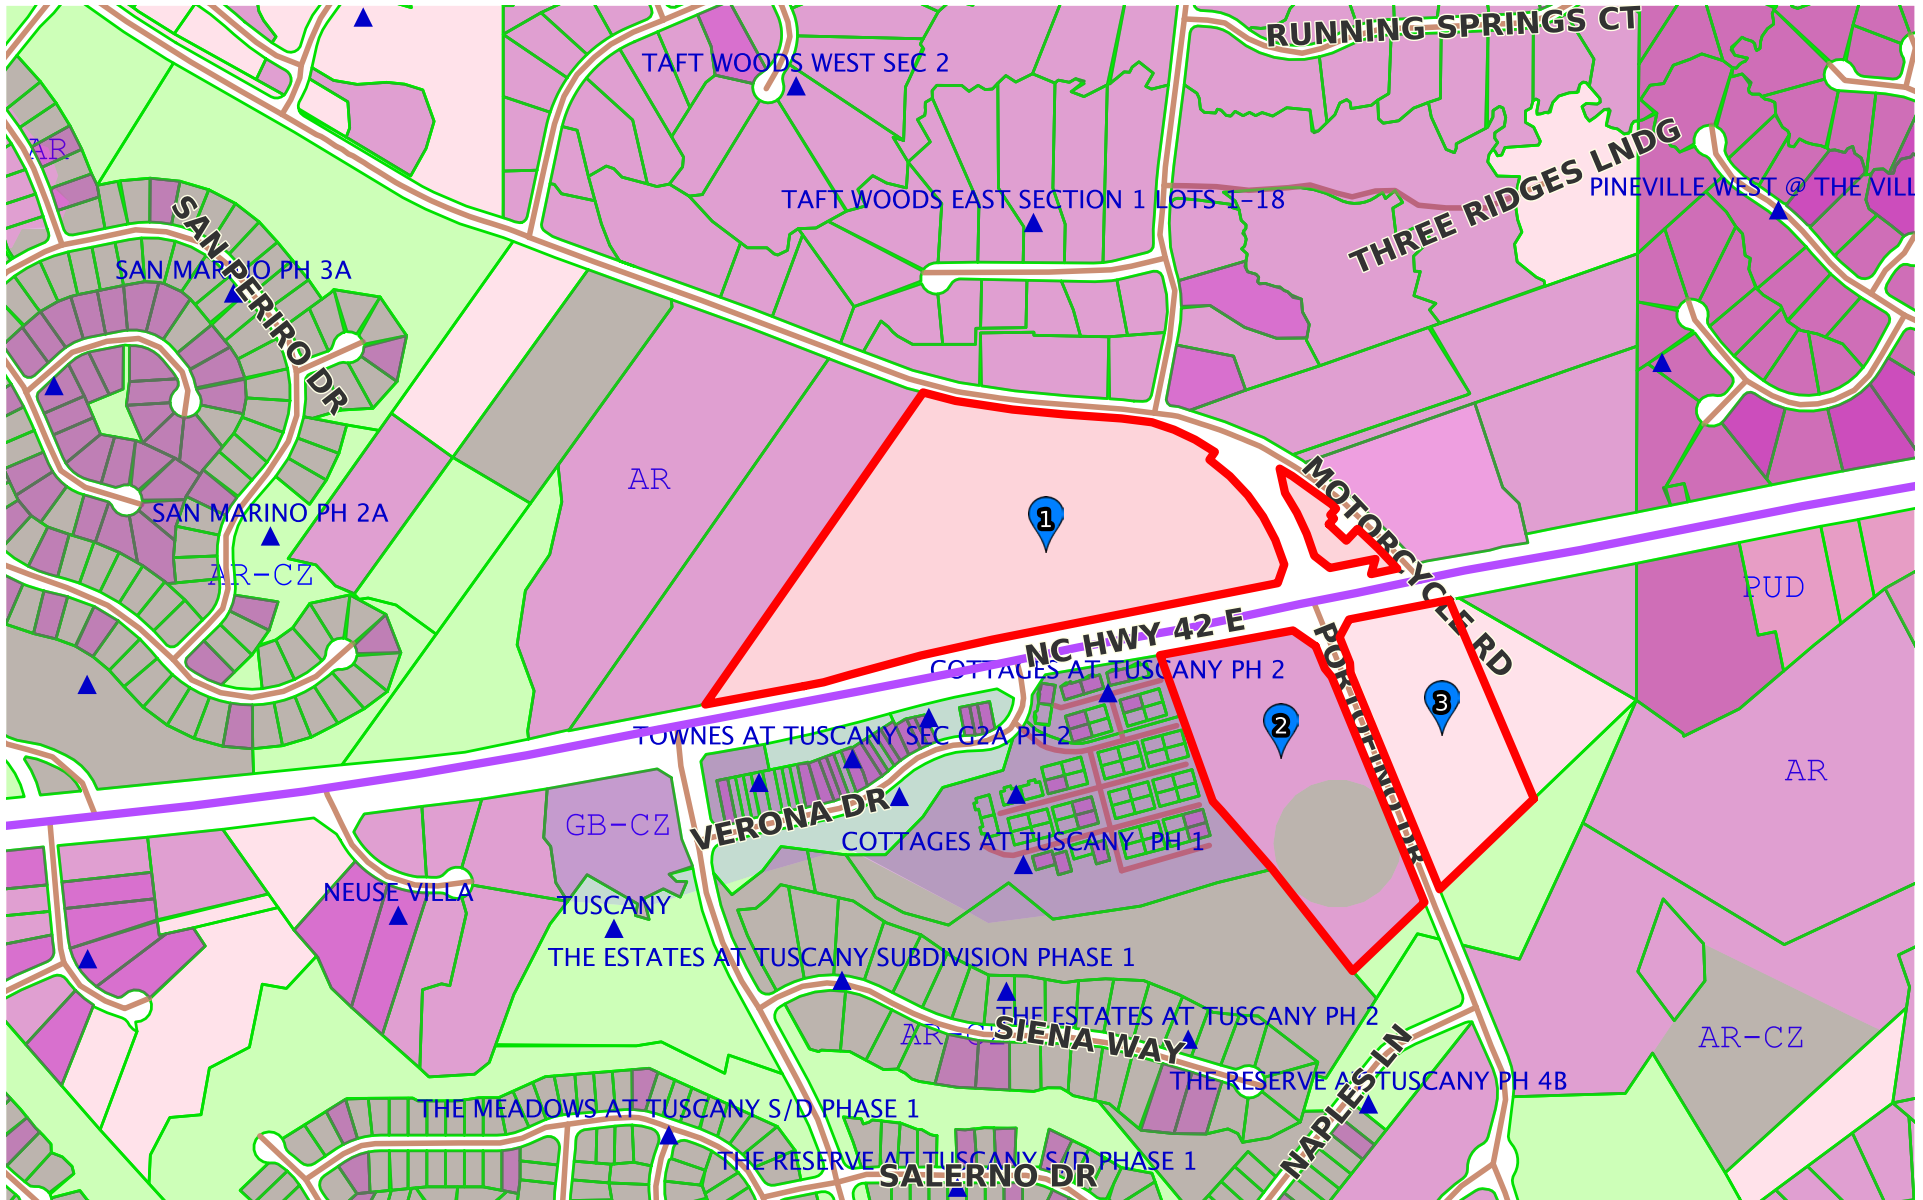 RUNNING SPRINGS CT
TAFT WOODS WEST SEC 2
AR
THREE RIDGES LNDG
PINEVILLE WEST @ THE VILL
TAFT WOODS EAST SECTION 1 LOTS 1-18
SAN PERIRO DR
SAN MARINO PH 3A
AR
MOTORCYCLE RD
SAN MARINO PH 2A
1
AR-CZ
PUD
NC HWY 42 E
COTTAGES AT TUSCANY PH 2
PORTOFINO DR
3
2
TOWNES AT TUSCANY SEC G2A PH 2
AR
VERONA DR
GB-CZ
COTTAGES AT TUSCANY PH 1
NEUSE VILLA
TUSCANY
THE ESTATES AT TUSCANY SUBDIVISION PHASE 1
THE ESTATES AT TUSCANY PH 2
AR-CZ
SIENA WAY
AR-CZ
NAPLES LN
THE RESERVE AT TUSCANY PH 4B
THE MEADOWS AT TUSCANY S/D PHASE 1
THE RESERVE AT TUSCANY S/D PHASE 1
SALERNO DR